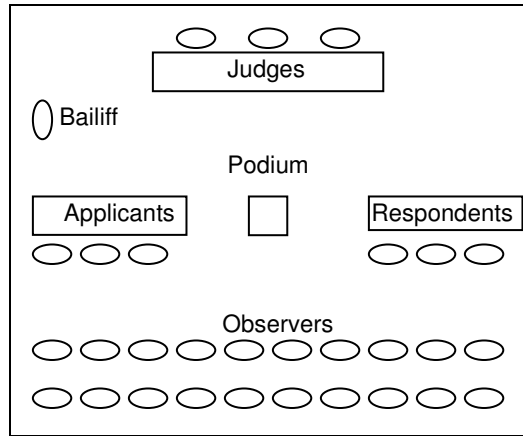 Judges
Bailiff
Podium
Applicants
Respondents
Observers